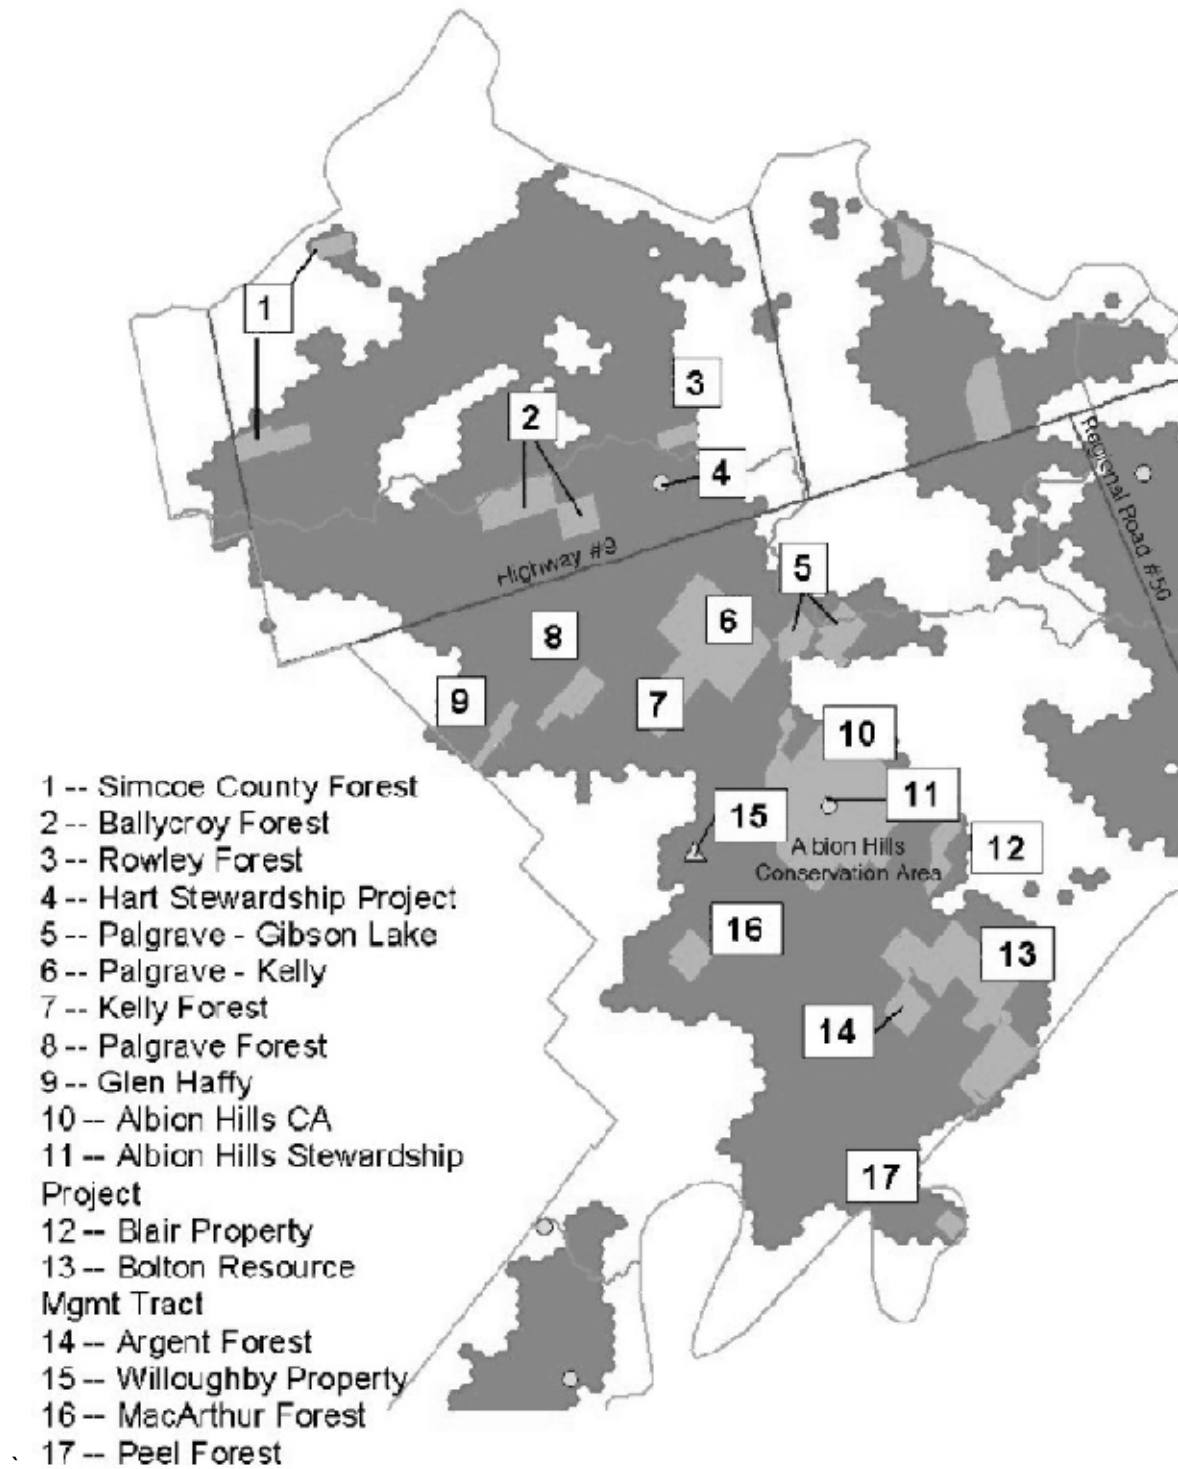 1
3
2
4
Highway #9
Regional Road #50
5
6
8
9
7
10
11
15
12
Albion Hills
Conservation Area
16
13
14
17
1 -- Simcoe County Forest
2 -- Ballycroy Forest
3 -- Rowley Forest
4 -- Hart Stewardship Project
5 -- Palgrave - Gibson Lake
6 -- Palgrave - Kelly
7 -- Kelly Forest
8 -- Palgrave Forest
9 -- Glen Haffy
10 -- Albion Hills CA
11 -- Albion Hills Stewardship
Project
12 -- Blair Property
13 -- Bolton Resource
Mgmt Tract
14 -- Argent Forest
15 -- Willoughby Property
16 -- MacArthur Forest
17 -- Peel Forest